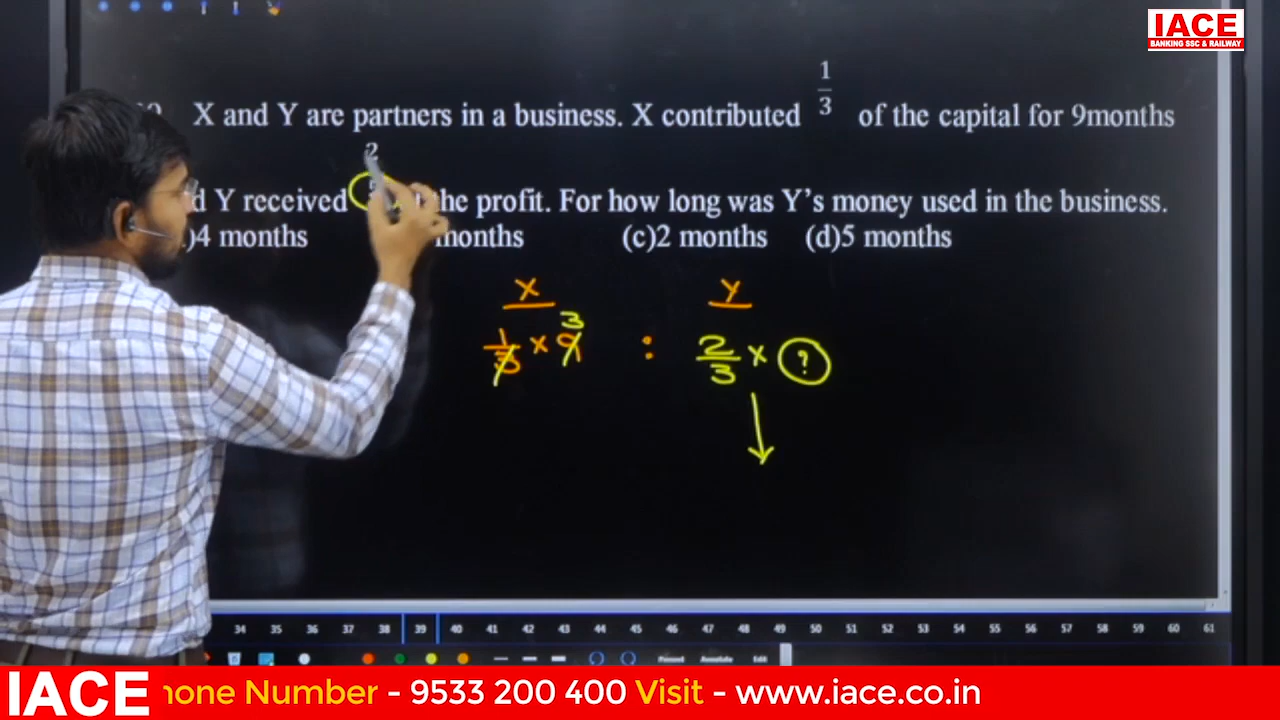 IACE
BANKING SSC & RAILWAY
X and Y are partners in a business. X contributed 1/3 of the capital for 9months
Y received 2 the profit. For how long was Y's money used in the business.
)4 months months (c)2 months (d)5 months
X Y
1/3 × 9 3 : 2/3 × ?
34 35 36 37 38 39 40 41 42 43 44 45 46 47 48 49 50 51 52 53 54 55 56 57 58 59 60 61
Annotate Edit
IACE hone Number - 9533 200 400 Visit - www.iace.co.in